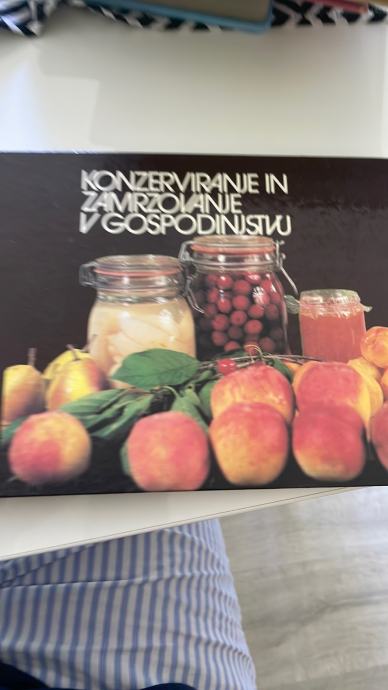 KONZERVIRANJE IN
ZAMRZOVANJE
V GOSPODINJSTVU